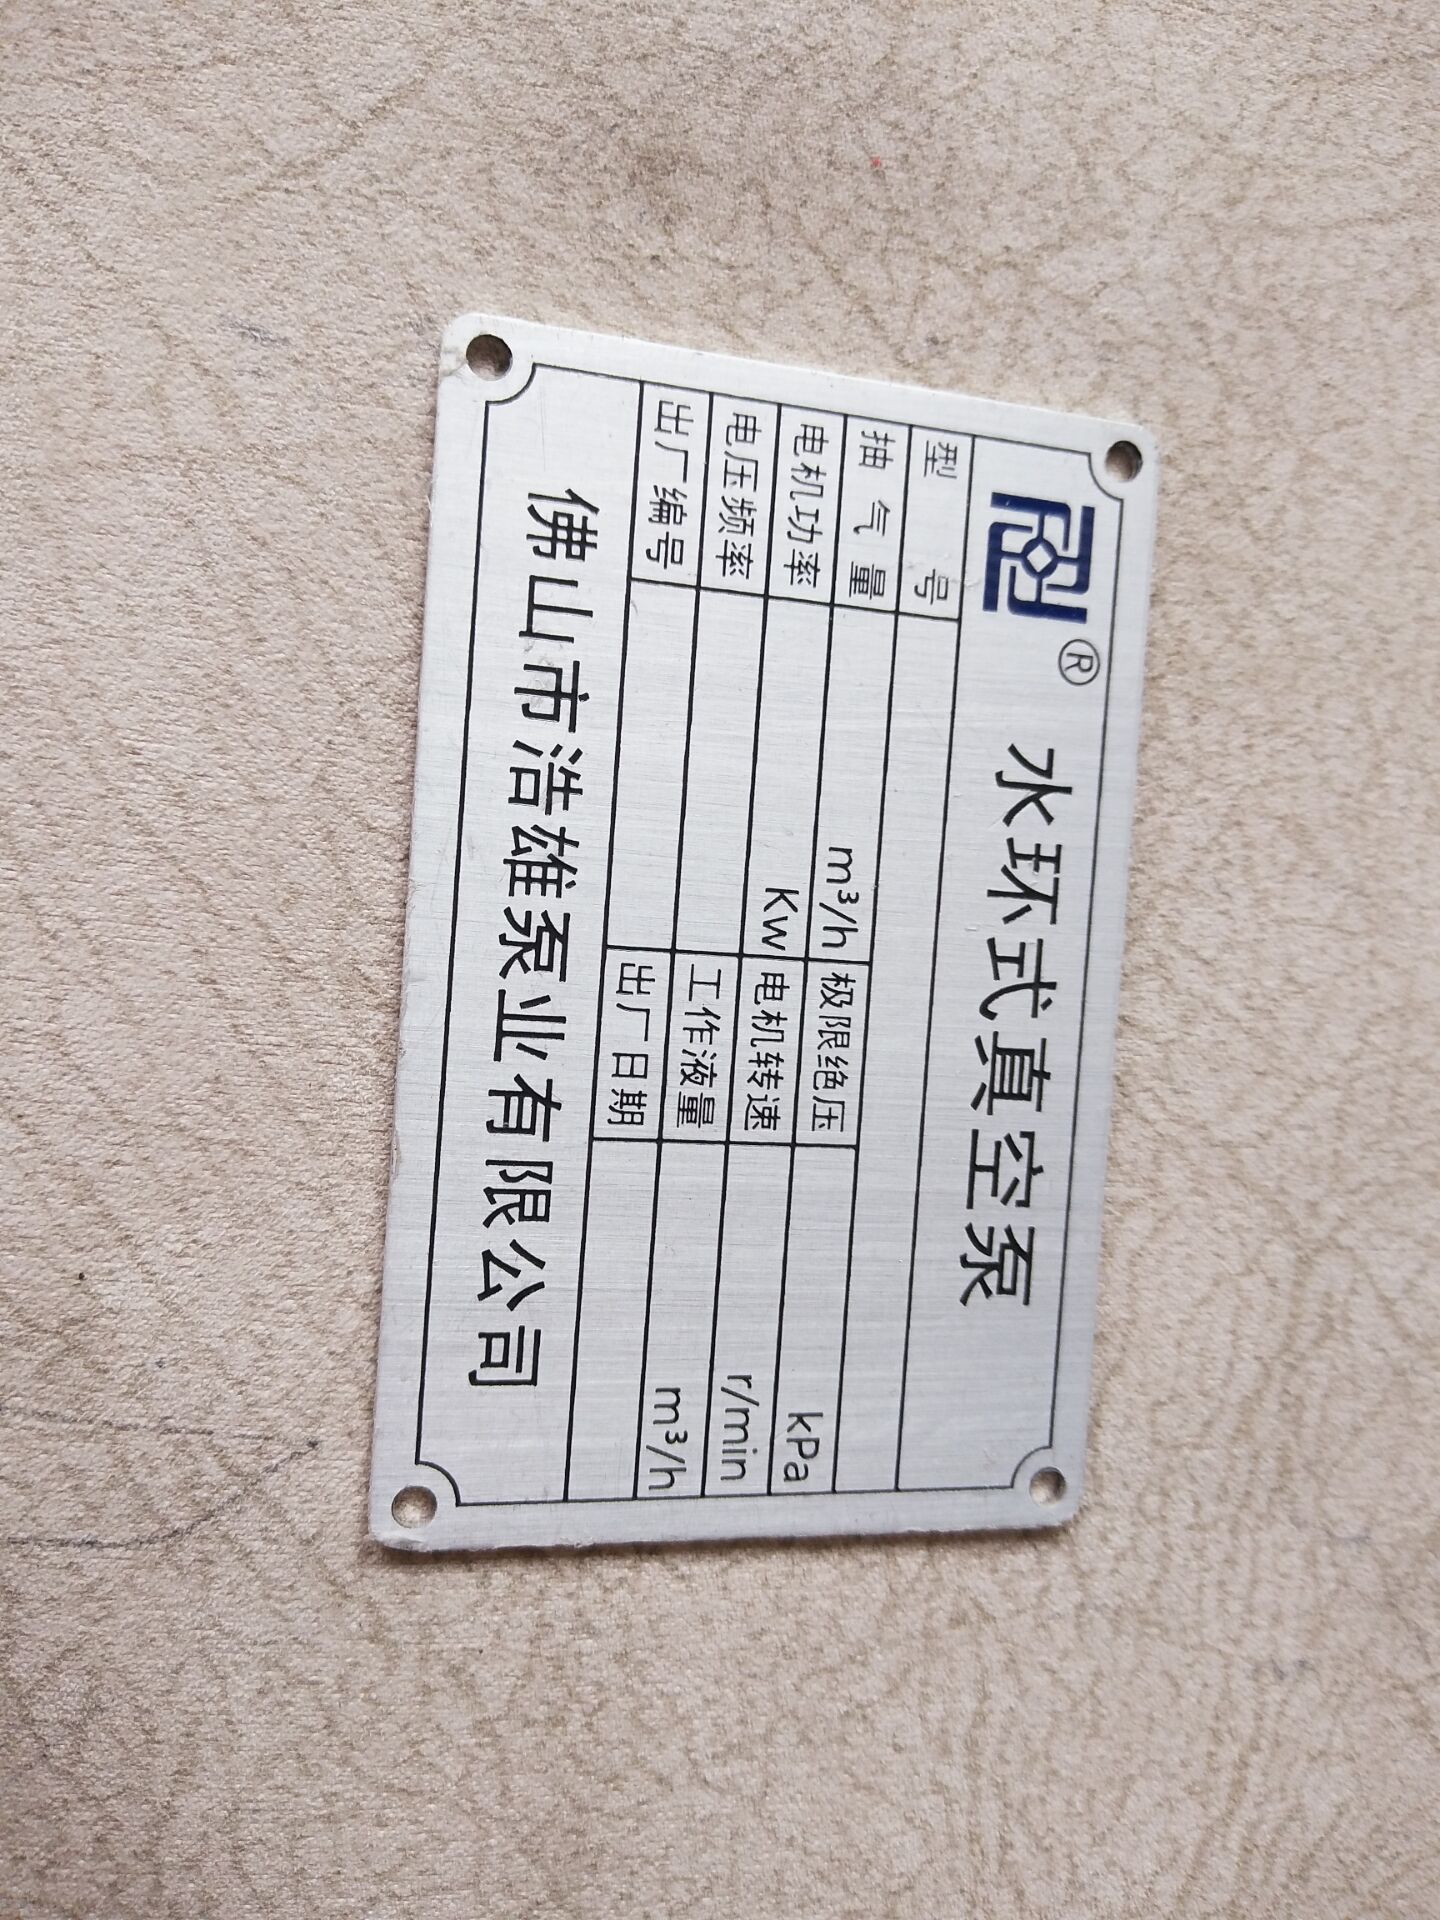 ® 水环式真空泵
型号
抽气量 m³/h 极限绝压 kPa
电机功率 Kw 电机转速 r/min
电压频率 工作液量 m³/h
出厂编号 出厂日期
佛山市浩雄泵业有限公司